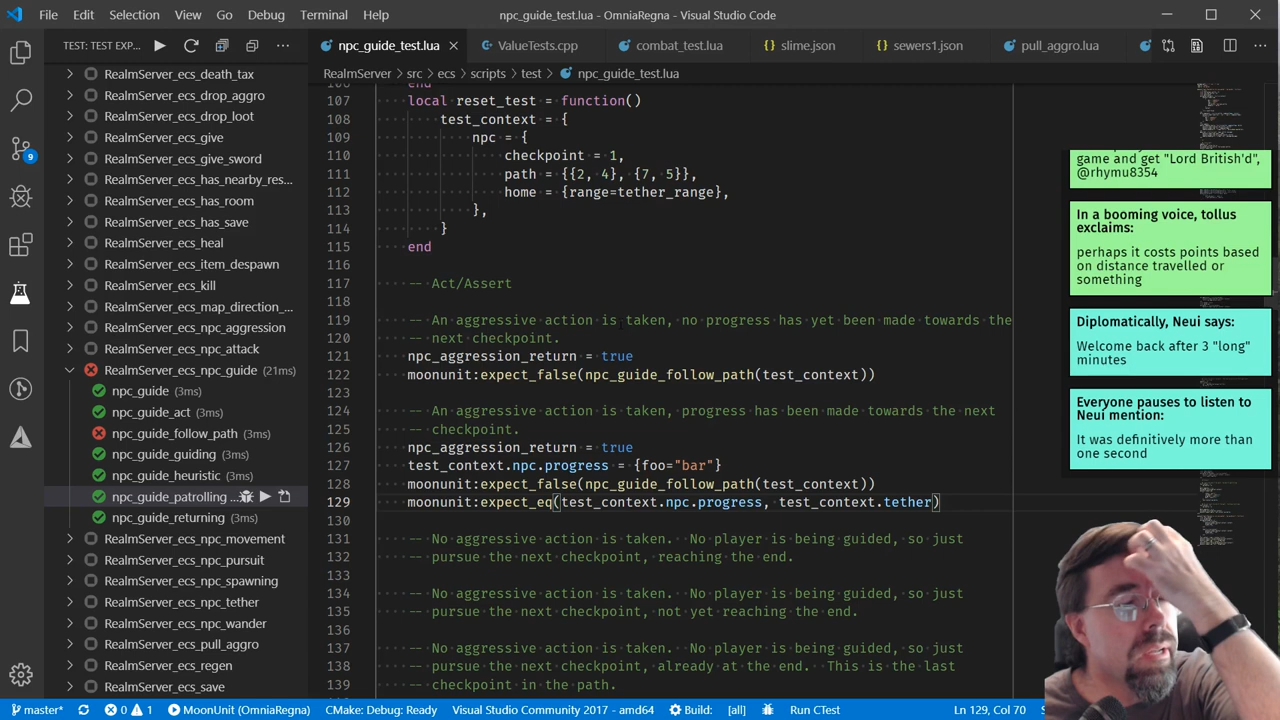 File Edit Selection View Go Debug Terminal Help
npc_guide_test.lua - OmniaRegna - Visual Studio Code
TEST: TEST EXP...
npc_guide_test.lua
ValueTests.cpp
combat_test.lua
slime.json
sewers1.json
pull_aggro.lua
RealmServer > src > ecs > scripts > test > npc_guide_test.lua
RealmServer_ecs_death_tax
RealmServer_ecs_drop_aggro
RealmServer_ecs_drop_loot
RealmServer_ecs_give
RealmServer_ecs_give_sword
RealmServer_ecs_has_nearby_res...
RealmServer_ecs_has_room
RealmServer_ecs_has_save
RealmServer_ecs_heal
RealmServer_ecs_item_despawn
RealmServer_ecs_kill
RealmServer_ecs_map_direction_...
RealmServer_ecs_npc_aggression
RealmServer_ecs_npc_attack
RealmServer_ecs_npc_guide (21ms)
npc_guide (3ms)
npc_guide_act (3ms)
npc_guide_follow_path (3ms)
npc_guide_guiding (3ms)
npc_guide_heuristic (3ms)
npc_guide_patrolling ...
npc_guide_returning (3ms)
RealmServer_ecs_npc_movement
RealmServer_ecs_npc_pursuit
RealmServer_ecs_npc_spawning
RealmServer_ecs_npc_tether
RealmServer_ecs_npc_wander
RealmServer_ecs_pull_aggro
RealmServer_ecs_regen
RealmServer_ecs_save
9
106 end
107 local reset_test = function()
108 test_context = {
109 npc = {
110 checkpoint = 1,
111 path = {{2, 4}, {7, 5}},
112 home = {range=tether_range},
113 },
114 }
115 end
116
117 -- Act/Assert
118
119 -- An aggressive action is taken, no progress has yet been made towards the
120 -- next checkpoint.
121 npc_aggression_return = true
122 moonunit:expect_false(npc_guide_follow_path(test_context))
123
124 -- An aggressive action is taken, progress has been made towards the next
125 -- checkpoint.
126 npc_aggression_return = true
127 test_context.npc.progress = {foo="bar"}
128 moonunit:expect_false(npc_guide_follow_path(test_context))
129 moonunit:expect_eq(test_context.npc.progress, test_context.tether)
130
131 -- No aggressive action is taken. No player is being guided, so just
132 -- pursue the next checkpoint, reaching the end.
133
134 -- No aggressive action is taken. No player is being guided, so just
135 -- pursue the next checkpoint, not yet reaching the end.
136
137 -- No aggressive action is taken. No player is being guided, so just
138 -- pursue the next checkpoint, already at the end. This is the last
139 -- checkpoint in the path.
game and get "Lord British'd",
@rhymu8354
In a booming voice, tollus
exclaims:
perhaps it costs points based
on distance travelled or
something
Diplomatically, Neui says:
Welcome back after 3 "long"
minutes
Everyone pauses to listen to
Neui mention:
It was definitively more than
one second
master* 0 1 MoonUnit (OmniaRegna) CMake: Debug: Ready Visual Studio Community 2017 - amd64 Build: [all] Run CTest Ln 129, Col 70